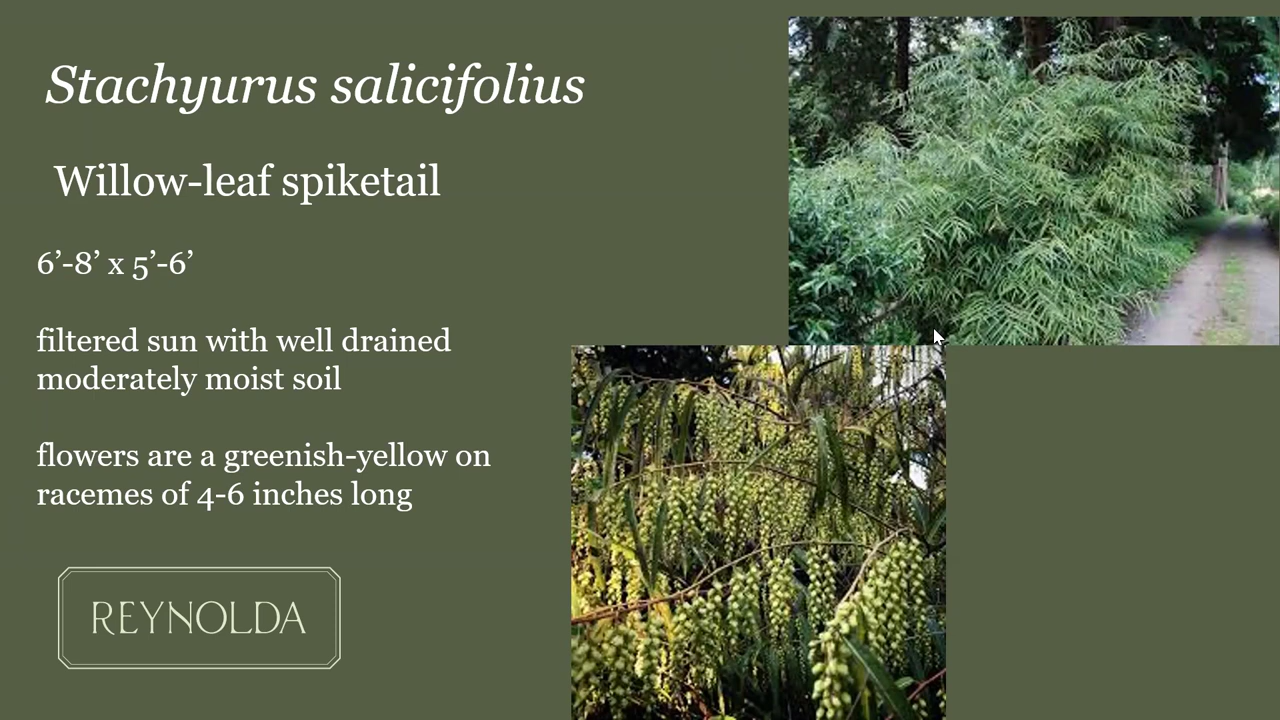 Stachyurus salicifolius
Willow-leaf spiketail
6’-8’ x 5’-6’
filtered sun with well drained
moderately moist soil
flowers are a greenish-yellow on
racemes of 4-6 inches long
REYNOLDA